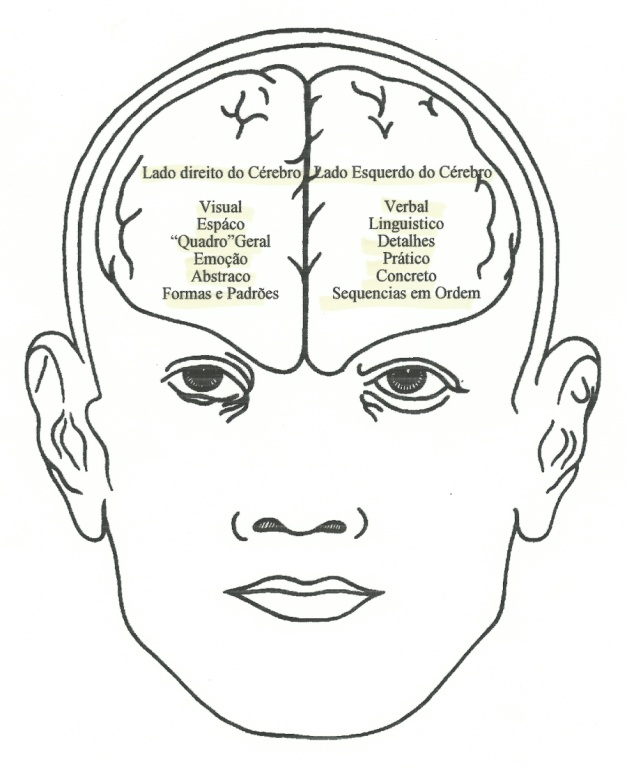 Lado direito do Cérebro
Visual
Espáco
“Quadro”Geral
Emoção
Abstraco
Formas e Padrões
Lado Esquerdo do Cérebro
Verbal
Linguistico
Detalhes
Prático
Concreto
Sequencias em Ordem